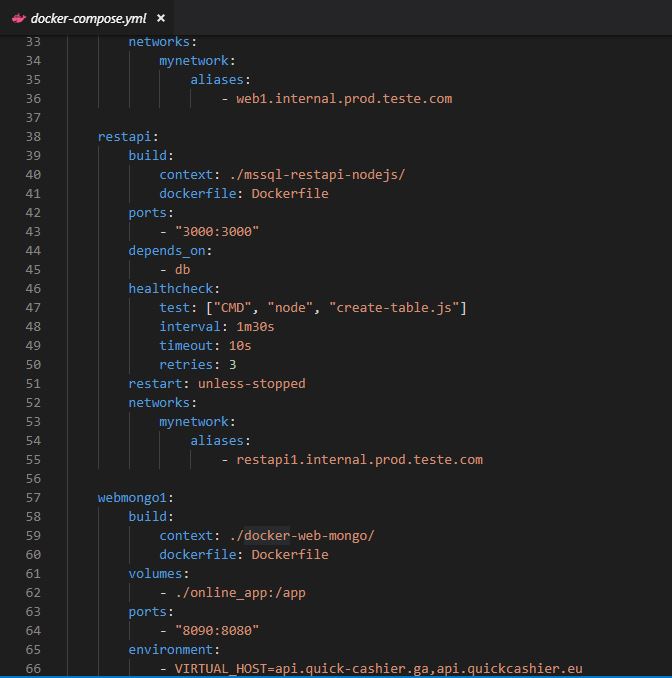 docker-compose.yml ×
33 networks:
34 mynetwork:
35 aliases:
36 - web1.internal.prod.teste.com
37
38 restapi:
39 build:
40 context: ./mssql-restapi-nodejs/
41 dockerfile: Dockerfile
42 ports:
43 - "3000:3000"
44 depends_on:
45 - db
46 healthcheck:
47 test: ["CMD", "node", "create-table.js"]
48 interval: 1m30s
49 timeout: 10s
50 retries: 3
51 restart: unless-stopped
52 networks:
53 mynetwork:
54 aliases:
55 - restapi1.internal.prod.teste.com
56
57 webmongo1:
58 build:
59 context: ./docker-web-mongo/
60 dockerfile: Dockerfile
61 volumes:
62 - ./online_app:/app
63 ports:
64 - "8090:8080"
65 environment:
66 - VIRTUAL_HOST=api.quick-cashier.ga,api.quickcashier.eu